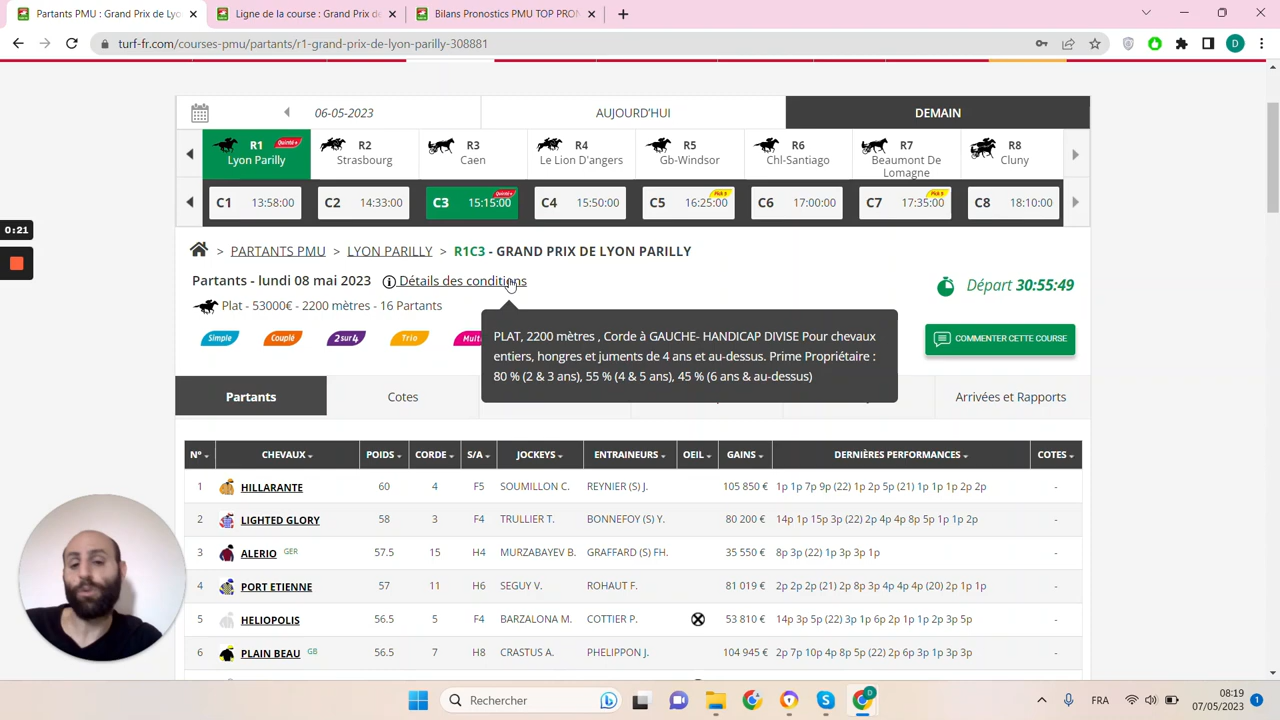 Partants PMU : Grand Prix de Lyo
Ligne de la course : Grand Prix de
Bilans Pronostics PMU TOP PRON
turf-fr.com/courses-pmu/partants/r1-grand-prix-de-lyon-parilly-308891
D
06-05-2023
AUJOURD'HUI
DEMAIN
R1 Quinté+
Lyon Parilly
R2
Strasbourg
R3
Caen
R4
Le Lion D'angers
R5
Gb-Windsor
R6
Chl-Santiago
R7
Beaumont De
Lomagne
R8
Cluny
C1 13:58:00
C2 14:33:00
C3 15:15:00 Quinté+
C4 15:50:00
C5 16:25:00 Pick 5
C6 17:00:00
C7 17:35:00 Pick 5
C8 18:10:00
0:21
PARTANTS PMU > LYON PARILLY > R1C3 - GRAND PRIX DE LYON PARILLY
Partants - lundi 08 mai 2023 Détails des conditions
Départ 30:55:49
Plat - 53000€ - 2200 mètres - 16 Partants
Simple Couplé 2sur4 Trio Mult
PLAT, 2200 mètres , Corde à GAUCHE- HANDICAP DIVISE Pour chevaux
entiers, hongres et juments de 4 ans et au-dessus. Prime Propriétaire :
80 % (2 & 3 ans), 55 % (4 & 5 ans), 45 % (6 ans & au-dessus)
COMMENTER CETTE COURSE
Partants Cotes Arrivées et Rapports
N° CHEVAUX POIDS CORDE S/A JOCKEYS ENTRAINEURS OEIL GAINS DERNIÈRES PERFORMANCES COTES
1 HILLARANTE 60 4 F5 SOUMILLON C. REYNIER (S) J. 105 850 € 1p 1p 7p 9p (22) 1p 2p 5p (21) 1p 1p 1p 2p 2p -
2 LIGHTED GLORY 58 3 F4 TRULLIER T. BONNEFOY (S) Y. 80 200 € 14p 1p 15p 3p (22) 2p 4p 4p 8p 5p 1p 1p 2p -
3 ALERIO GER 57.5 15 H4 MURZABAYEV B. GRAFFARD (S) FH. 35 550 € 8p 3p (22) 1p 3p 3p 1p -
4 PORT ETIENNE 57 11 H6 SEGUY V. ROHAUT F. 81 019 € 2p 2p 2p (21) 2p 8p 3p 4p 4p 4p (20) 2p 1p 1p -
5 HELIOPOLIS 56.5 5 F4 BARZALONA M. COTTIER P. 53 810 € 14p 3p 5p (22) 3p 1p 6p 2p 1p 1p 2p 3p 5p -
6 PLAIN BEAU GB 56.5 7 H8 CRASTUS A. PHELIPPON J. 104 945 € 2p 7p 10p 4p 8p 5p (22) 2p 6p 3p 1p 3p 3p -
Rechercher
FRA
08:19
07/05/2023
1